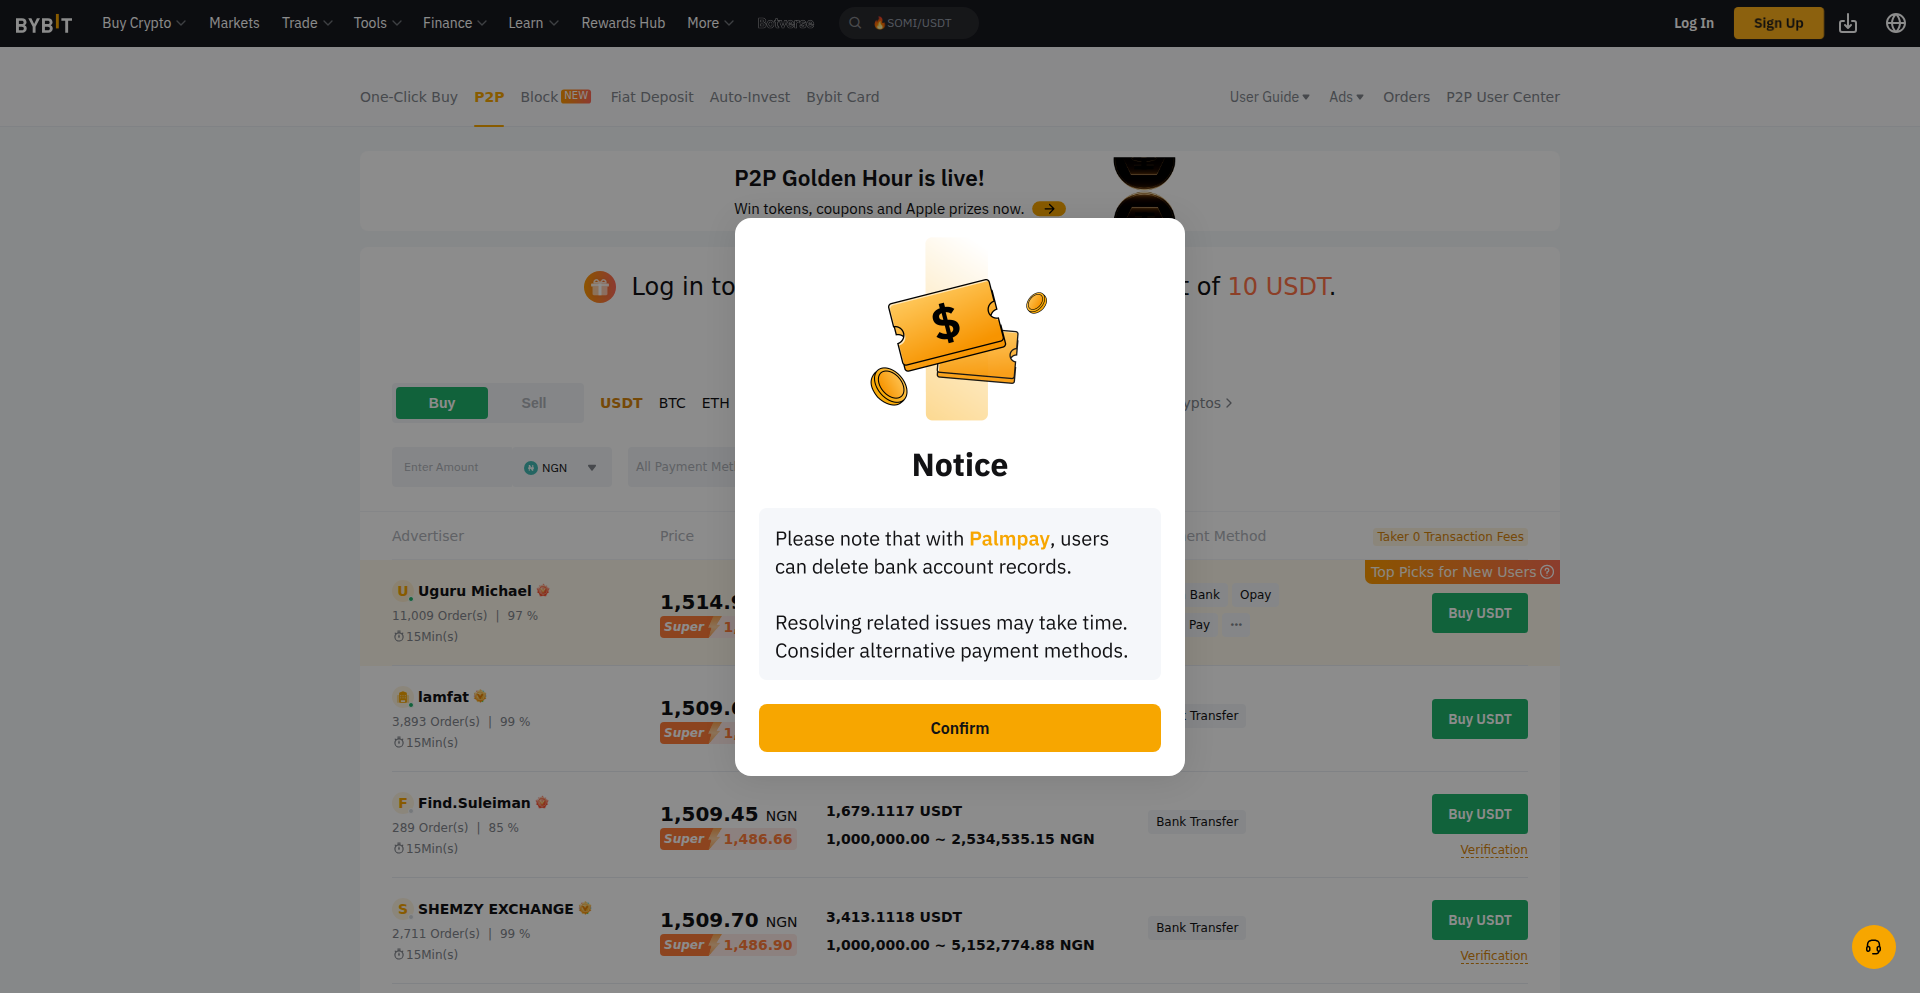 BYBIT
Buy Crypto
Markets
Trade
Tools
Finance
Learn
Rewards Hub
More
Botverse
SOMI/USDT
Log In
Sign Up
One-Click Buy
P2P
Block NEW
Fiat Deposit
Auto-Invest
Bybit Card
User Guide
Ads
Orders
P2P User Center
P2P Golden Hour is live!
Win tokens, coupons and Apple prizes now.
Log in to
of 10 USDT.
Buy
Sell
USDT
BTC
ETH
yptos
Enter Amount
NGN
All Payment Met
Advertiser
Price
ent Method
Taker 0 Transaction Fees
Top Picks for New Users
U Uguru Michael
11,009 Order(s) | 97 %
15Min(s)
1,514.9
Super 1,
Bank
Opay
Pay
Buy USDT
lamfat
3,893 Order(s) | 99 %
15Min(s)
1,509.
Super 1,
Transfer
Buy USDT
$
Notice
Please note that with Palmpay, users
can delete bank account records.
Resolving related issues may take time.
Consider alternative payment methods.
Confirm
F Find.Suleiman
289 Order(s) | 85 %
15Min(s)
1,509.45 NGN
Super 1,486.66
1,679.1117 USDT
1,000,000.00 ~ 2,534,535.15 NGN
Bank Transfer
Buy USDT
Verification
S SHEMZY EXCHANGE
2,711 Order(s) | 99 %
15Min(s)
1,509.70 NGN
Super 1,486.90
3,413.1118 USDT
1,000,000.00 ~ 5,152,774.88 NGN
Bank Transfer
Buy USDT
Verification